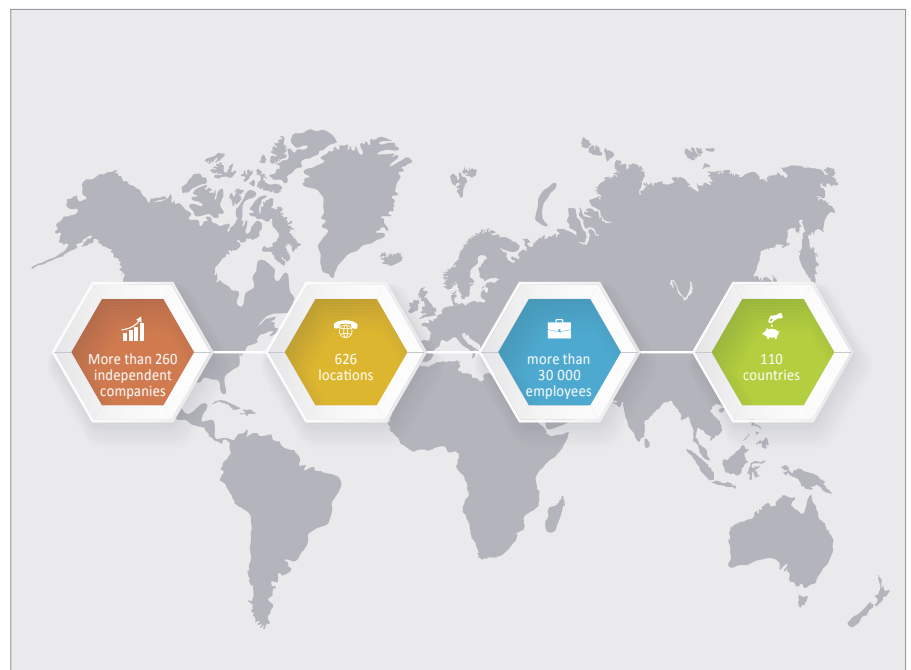 More than 260
independent
companies
626
locations
more than
30 000
employees
110
countries